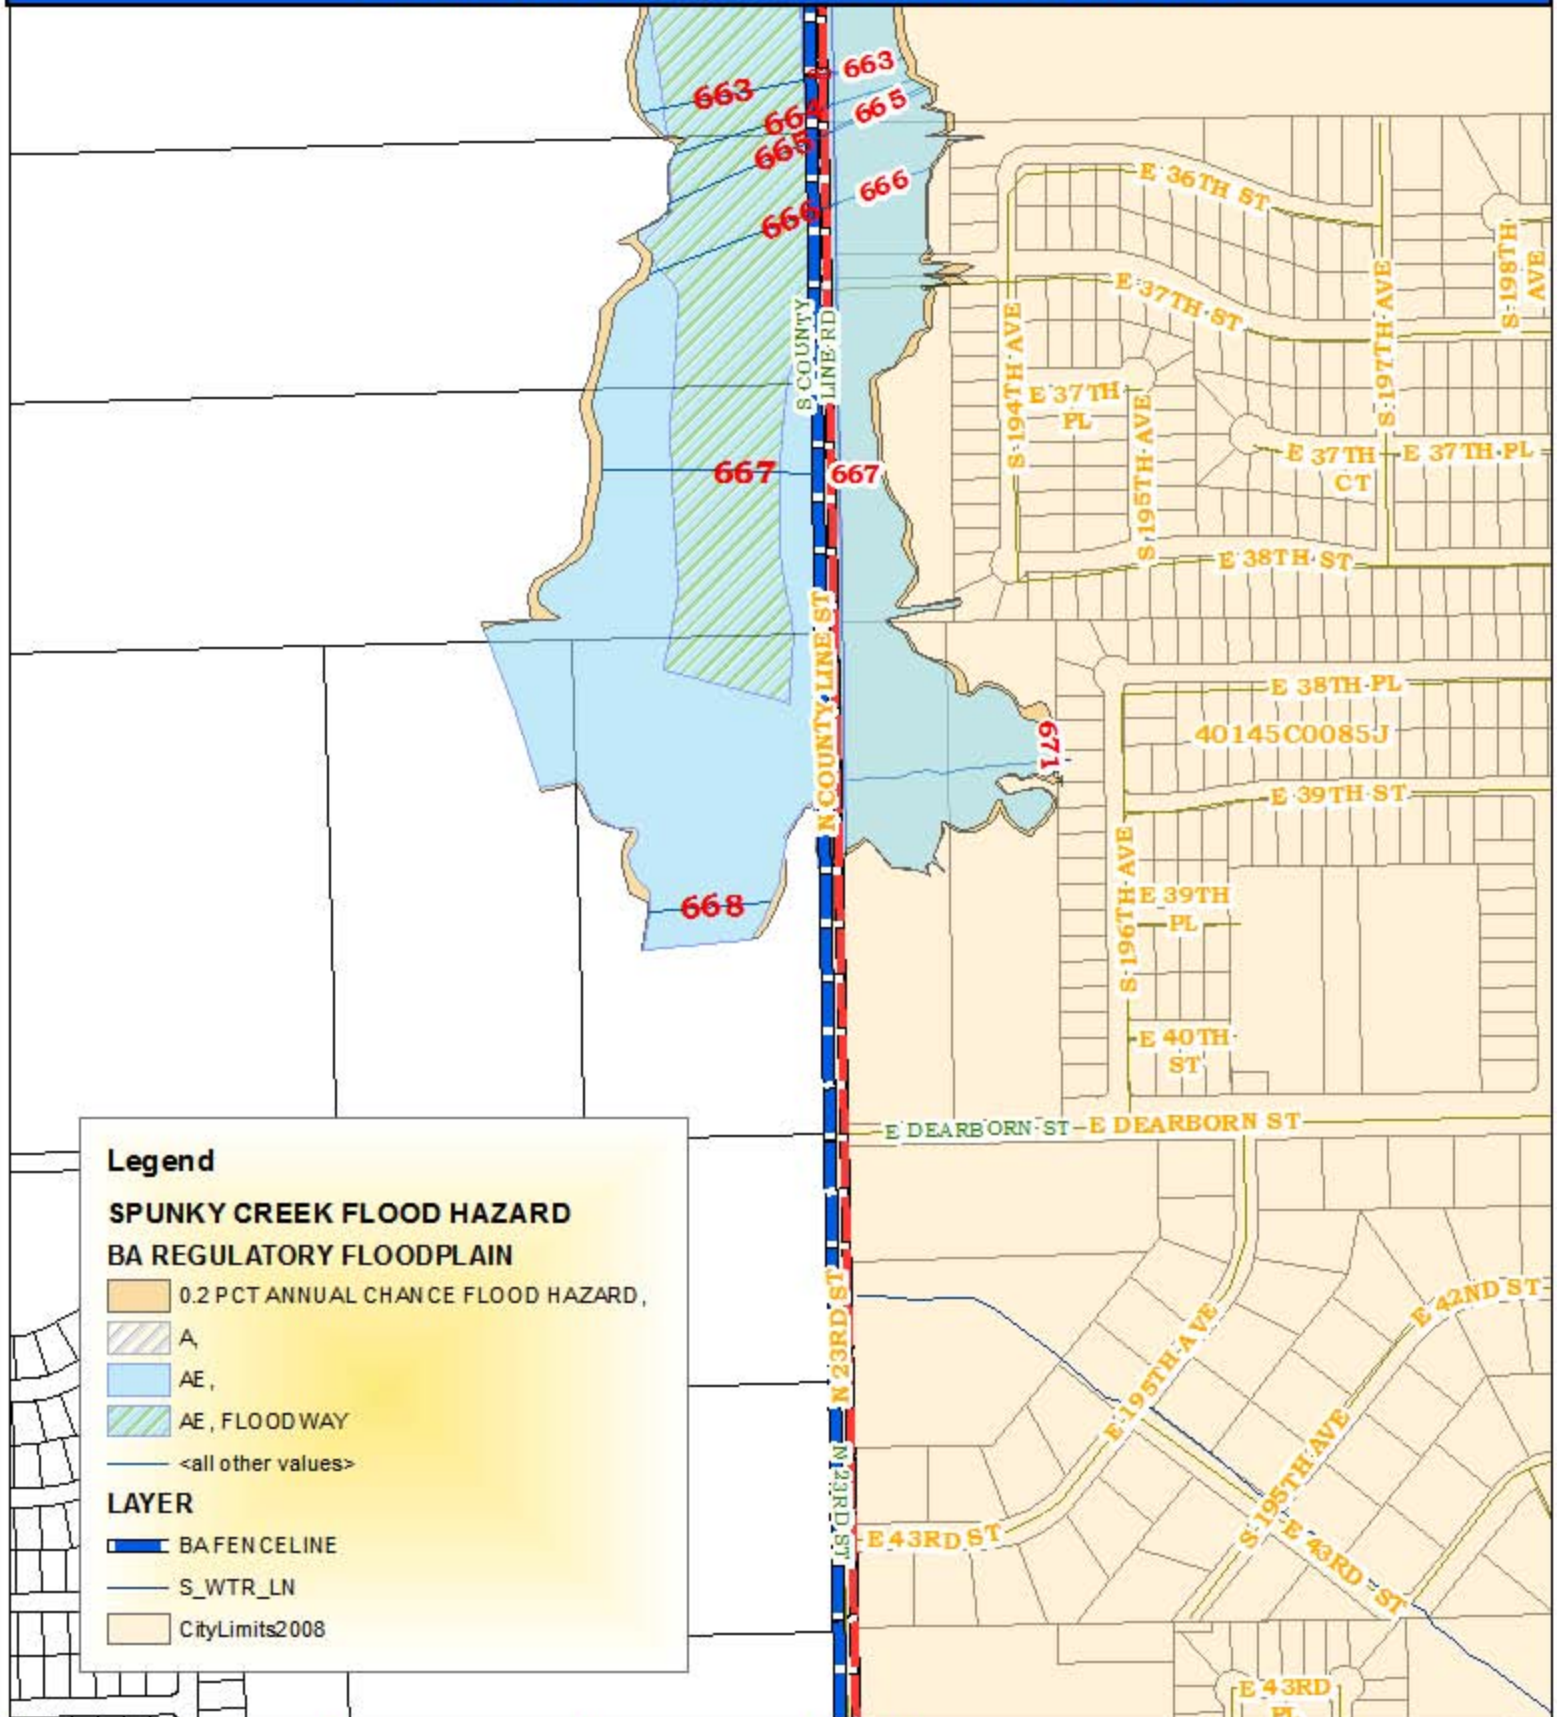 663
663
664
665
665
666
666
E 36TH ST
S 198TH
AVE
E 37TH ST
S 197TH AVE
S COUNTY
LINE RD
S 194TH AVE
E 37TH
PL
S 195TH AVE
E 37TH
CT
E 37TH PL
667
667
E 38TH ST
N COUNTY LINE ST
E 38TH PL
671
40145C0085J
E 39TH ST
S 196TH AVE
E 39TH
PL
668
E 40TH
ST
E DEARBORN ST
E DEARBORN ST
Legend
SPUNKY CREEK FLOOD HAZARD
BA REGULATORY FLOODPLAIN
0.2 PCT ANNUAL CHANCE FLOOD HAZARD,
A,
AE,
AE, FLOODWAY
<all other values>
LAYER
BA FENCELINE
S_WTR_LN
CityLimits2008
N 23RD ST
E 42ND ST
E 195TH AVE
S 195TH AVE
N 23RD ST
E 43RD ST
E 43RD ST
E 43RD
PL